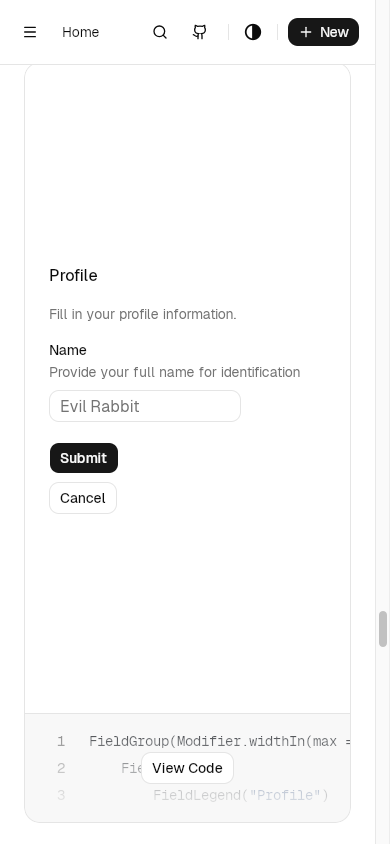 Home
New
Profile
Fill in your profile information.
Name
Provide your full name for identification
Evil Rabbit
Submit
Cancel
1 FieldGroup(Modifier.widthIn(max =
2 Fie
View Code
3 FieldLegend("Profile")